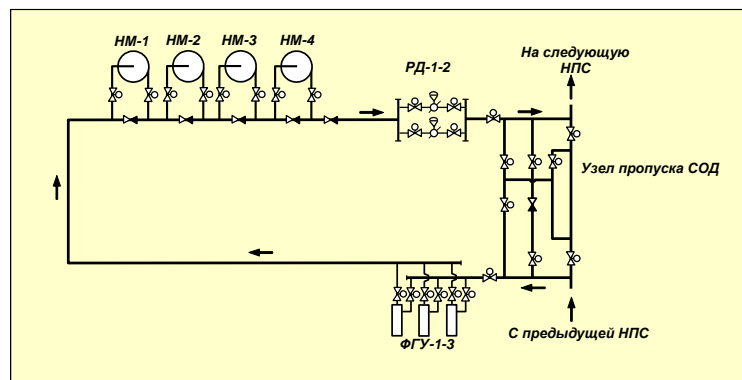 НМ-1 НМ-2 НМ-3 НМ-4
РД-1-2
На следующую
НПС
Узел пропуска СОД
ФГУ-1-3
С предыдущей НПС